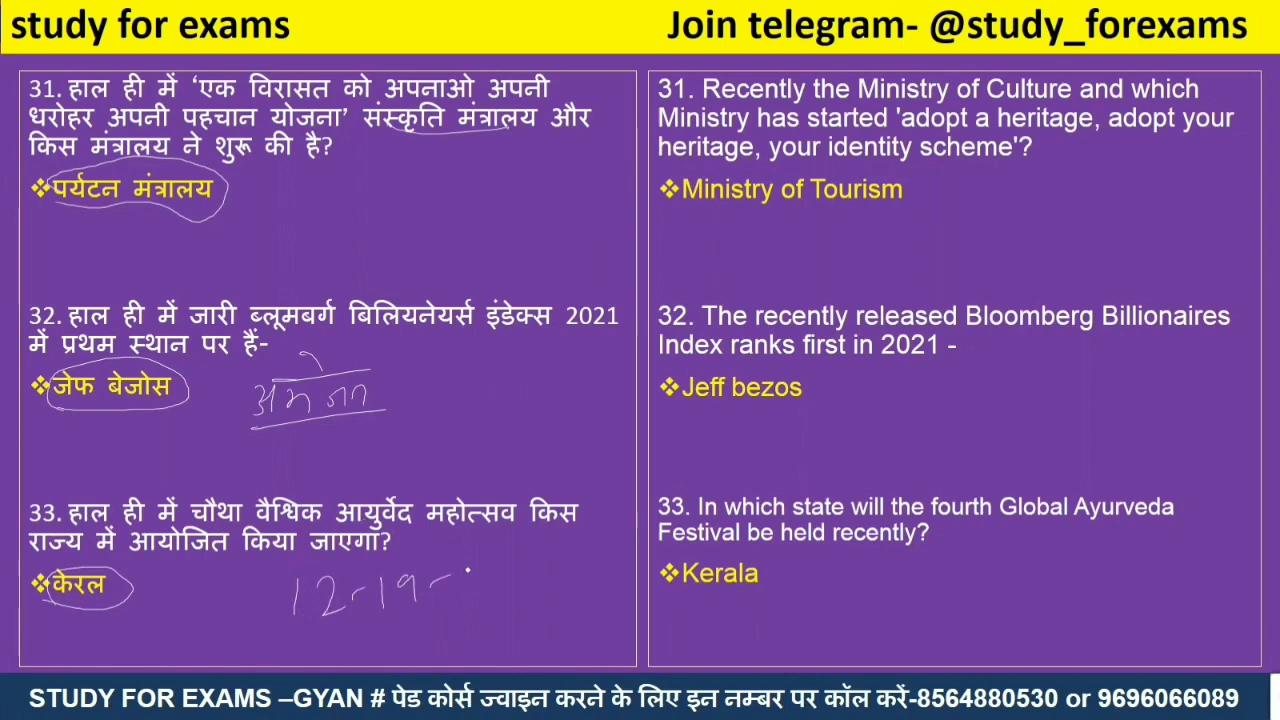 study for exams
Join telegram- @study_forexams
31. हाल ही में ‘एक विरासत को अपनाओ अपनी
धरोहर अपनी पहचान योजना’ संस्कृति मंत्रालय और
किस मंत्रालय ने शुरू की है?
❖पर्यटन मंत्रालय
32. हाल ही में जारी ब्लूमबर्ग बिलियनेयर्स इंडेक्स 2021
में प्रथम स्थान पर हैं-
❖जेफ बेजोस
अमेजन
33. हाल ही में चौथा वैश्विक आयुर्वेद महोत्सव किस
राज्य में आयोजित किया जाएगा?
❖केरल
12-19-
31. Recently the Ministry of Culture and which
Ministry has started 'adopt a heritage, adopt your
heritage, your identity scheme'?
❖Ministry of Tourism
32. The recently released Bloomberg Billionaires
Index ranks first in 2021 -
❖Jeff bezos
33. In which state will the fourth Global Ayurveda
Festival be held recently?
❖Kerala
STUDY FOR EXAMS –GYAN # पेड कोर्स ज्वाइन करने के लिए इन नम्बर पर कॉल करें-8564880530 or 9696066089